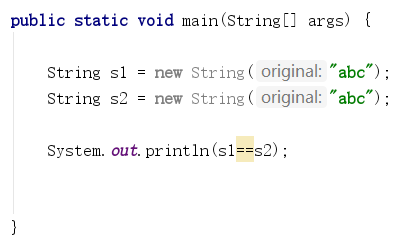 public static void main(String[] args) {
String s1 = new String( original: "abc");
String s2 = new String( original: "abc");
System.out.println(s1==s2);
}